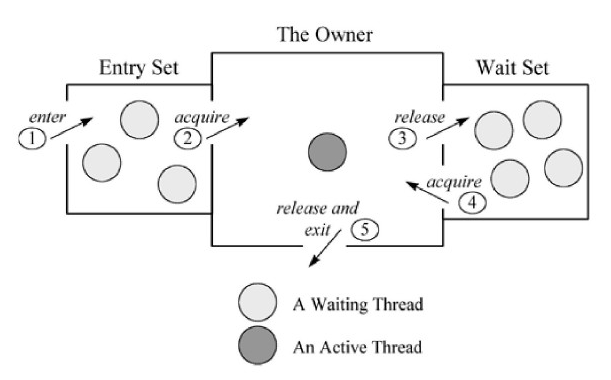 The Owner
Entry Set
Wait Set
enter
1
acquire
2
release
3
acquire
4
release and
exit
5
A Waiting Thread
An Active Thread